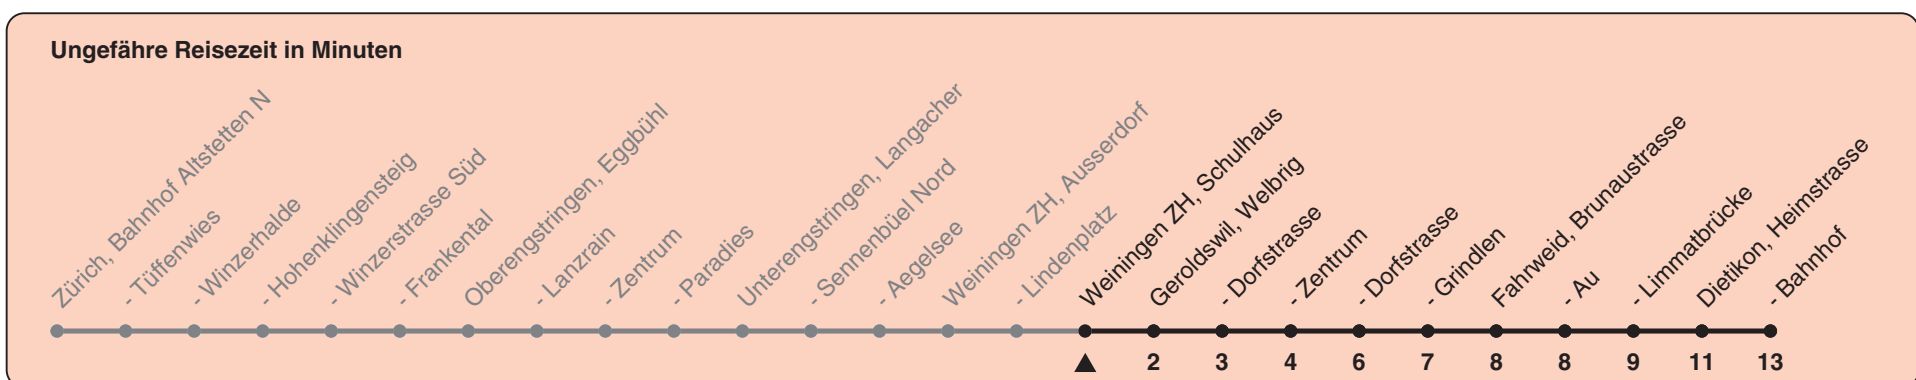 Ungefähre Reisezeit in Minuten
Zürich, Bahnhof Altstetten N
- Tüffenwies
- Winzerhalde
- Hohenklingensteig
- Winzerstrasse Süd
- Frankental
Oberengstringen, Eggbühl
- Lanzrain
- Zentrum
- Paradies
Unterengstringen, Langacher
- Sennenbüel Nord
- Aegelsee
Weiningen ZH, Ausserdorf
- Lindenplatz
Weiningen ZH, Schulhaus
Geroldswil, Welbrig
- Dorfstrasse
- Zentrum
- Dorfstrasse
- Grindlen
Fahrweid, Brunaustrasse
- Au
- Limmatbrücke
Dietikon, Heimstrasse
- Bahnhof
2 3 4 6 7 8 8 9 11 13